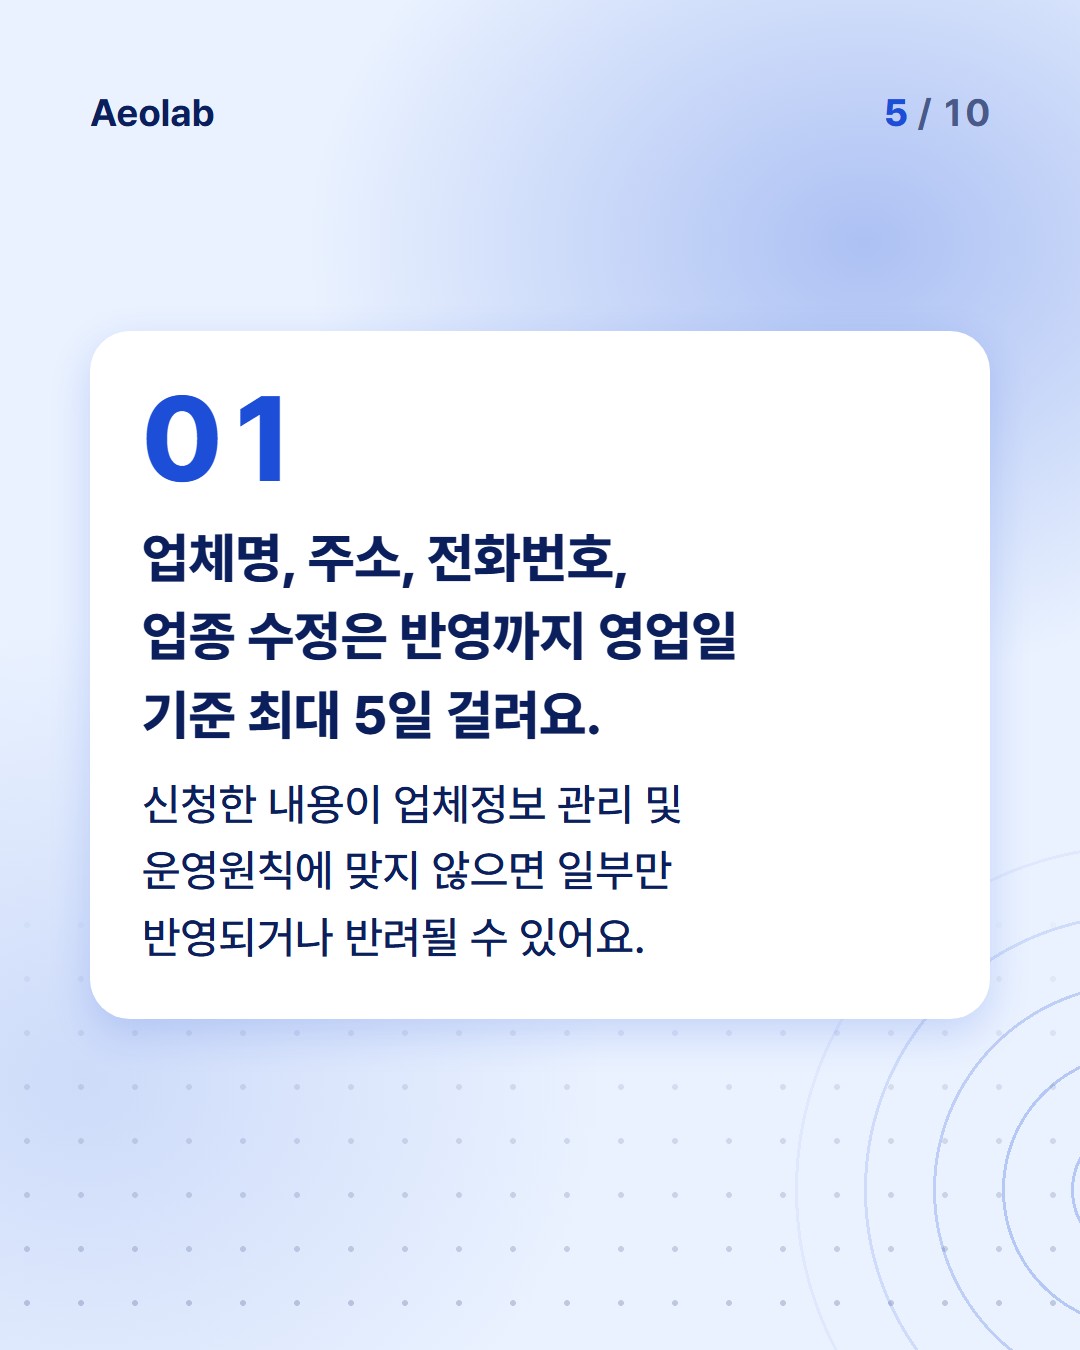 Aeolab
5 / 10
01
업체명, 주소, 전화번호,
업종 수정은 반영까지 영업일
기준 최대 5일 걸려요.
신청한 내용이 업체정보 관리 및
운영원칙에 맞지 않으면 일부만
반영되거나 반려될 수 있어요.